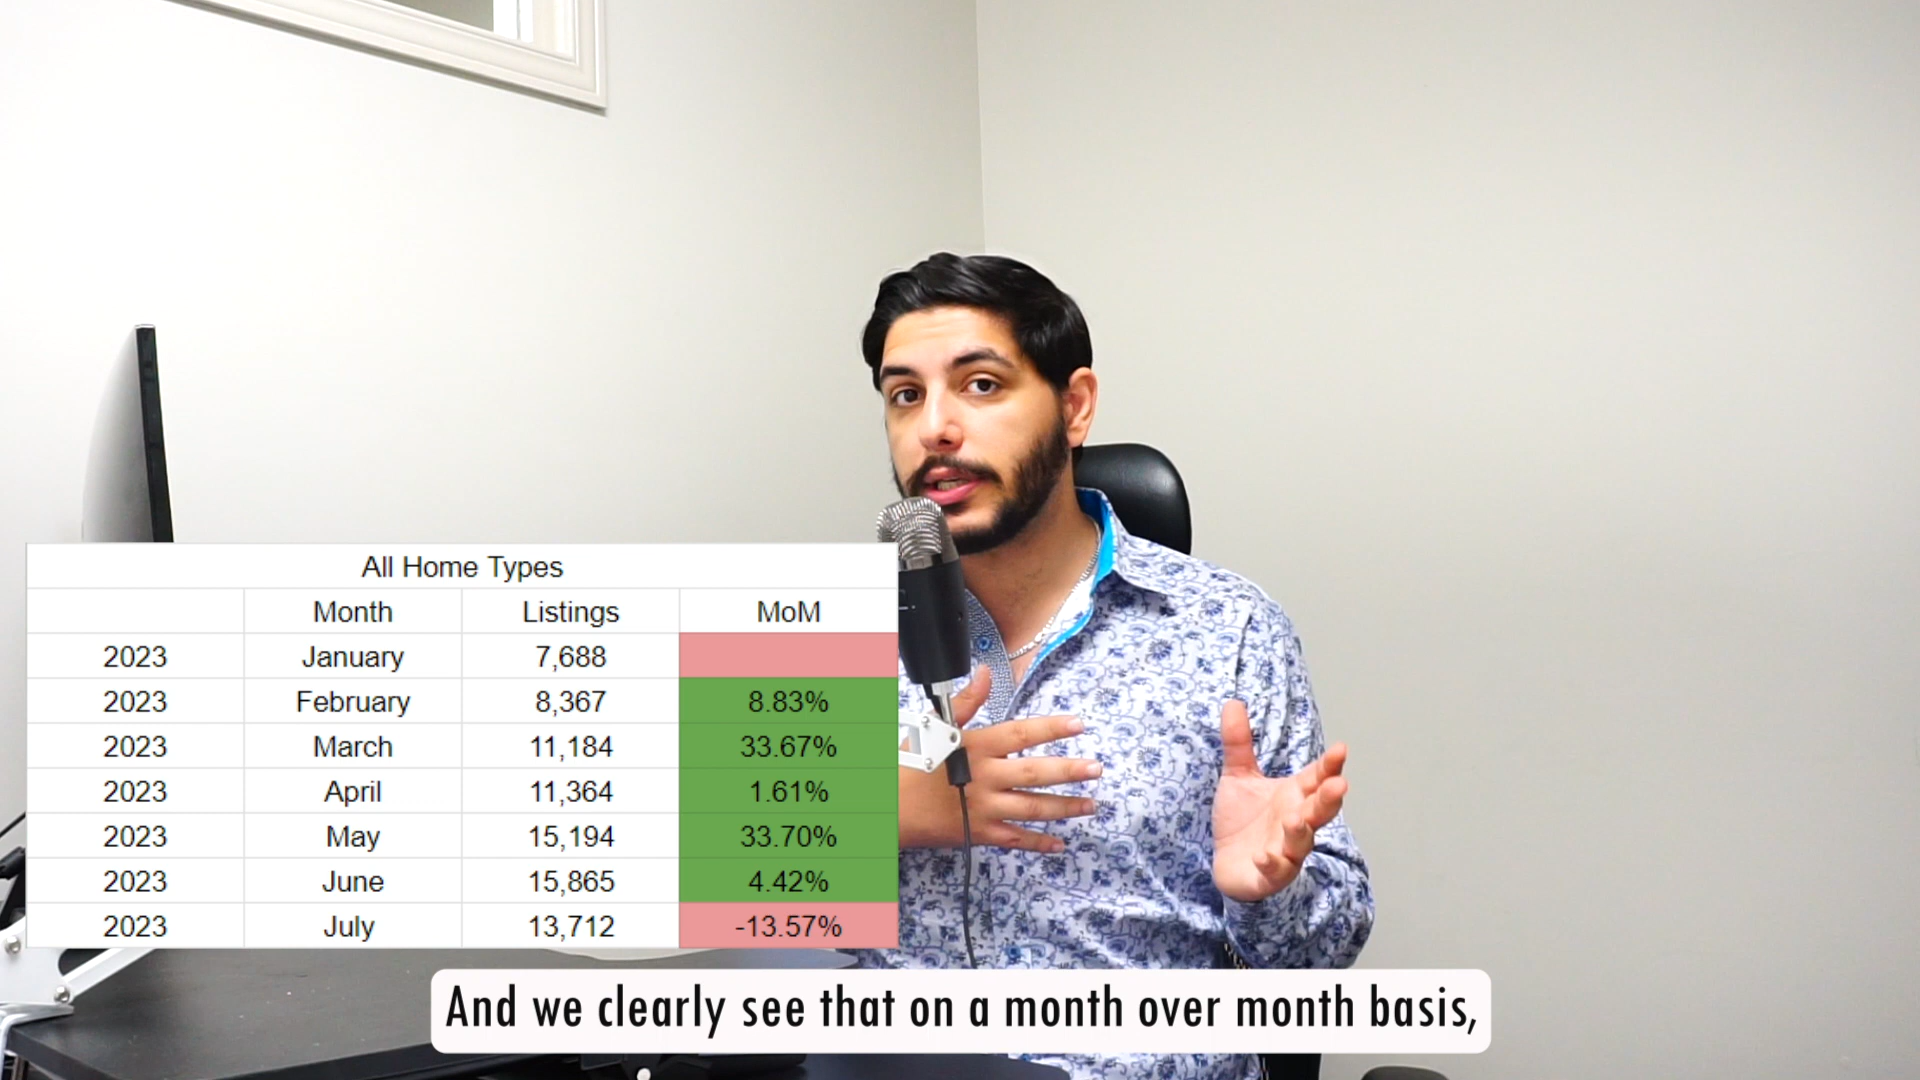 All Home Types
Month Listings MoM
2023 January 7,688
2023 February 8,367 8.83%
2023 March 11,184 33.67%
2023 April 11,364 1.61%
2023 May 15,194 33.70%
2023 June 15,865 4.42%
2023 July 13,712 -13.57%
And we clearly see that on a month over month basis,